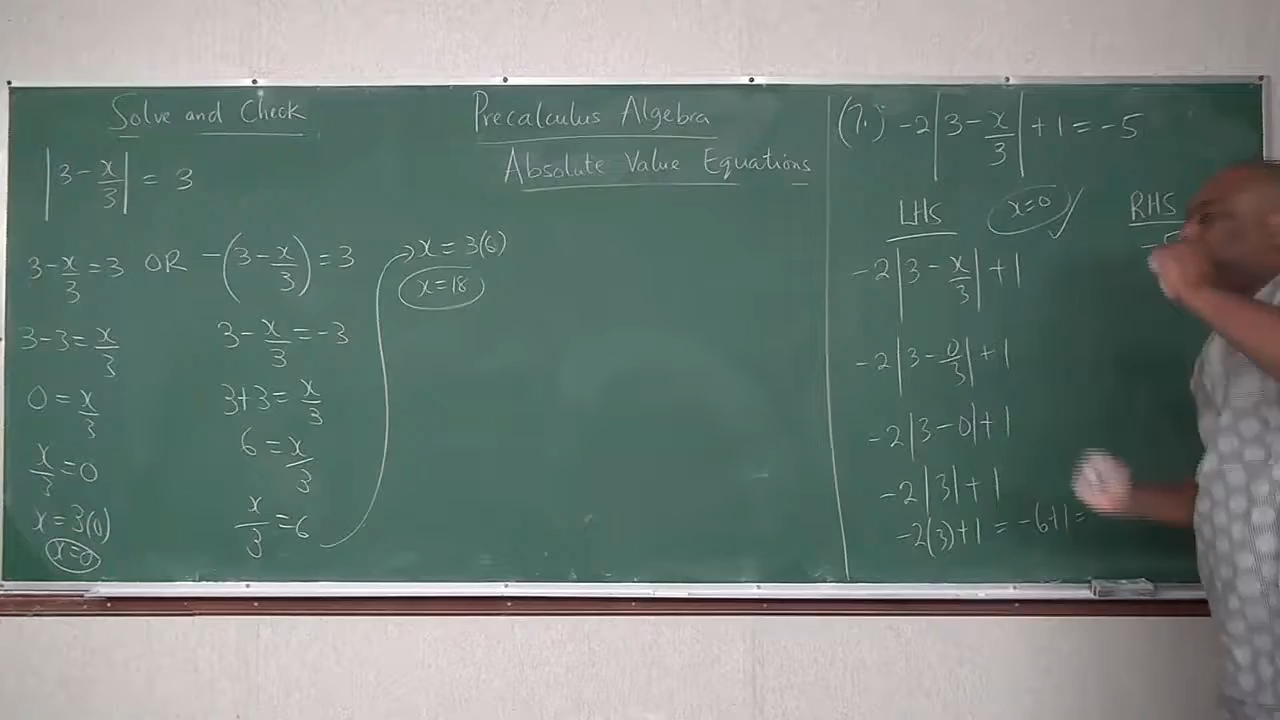 Solve and Check
|3 - x/3| = 3
3 - x/3 = 3 OR -(3 - x/3) = 3
3 - 3 = x/3
0 = x/3
x/3 = 0
x = 3(0)
x = 0
3 - x/3 = -3
3 + 3 = x/3
6 = x/3
x/3 = 6
x = 3(6)
x = 18
Precalculus Algebra
Absolute Value Equations
(7.) -2|3 - x/3| + 1 = -5
LHS x=0 ✓ RHS
-2|3 - x/3| + 1
-2|3 - 0/3| + 1
-2|3 - 0| + 1
-2|3| + 1
-2(3) + 1 = -6+1 =